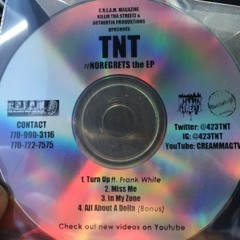 C.R.E.A.M. MAGAZINE
KILLIN THA STREETZ &
AUTHENTIK PRODUCTIONS
presents
TNT
#NOREGRETS the EP
C.R.E.A.M.
CONTACT
770-990-3116
770-722-7575
Twitter: @423TNT
IG: @423TNT
YouTube: CREAMMAGTV
1. Turn Up ft. Frank White
2. Miss Me
3. In My Zone
4. All About A Dolla (Bonus)
Check out new videos on Youtube